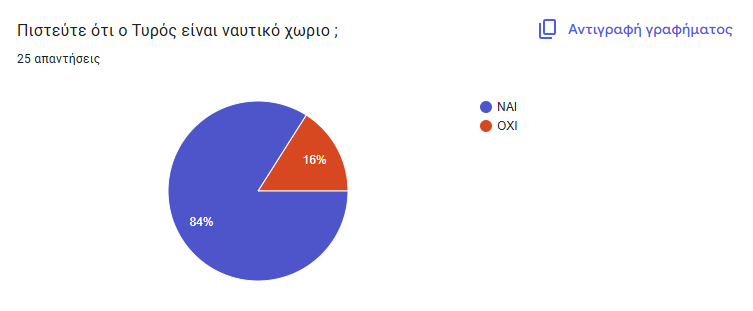 Πιστεύτε ότι ο Τυρός είναι ναυτικό χωριο ;
Αντιγραφή γραφήματος
25 απαντήσεις
ΝΑΙ
ΟΧΙ
16%
84%